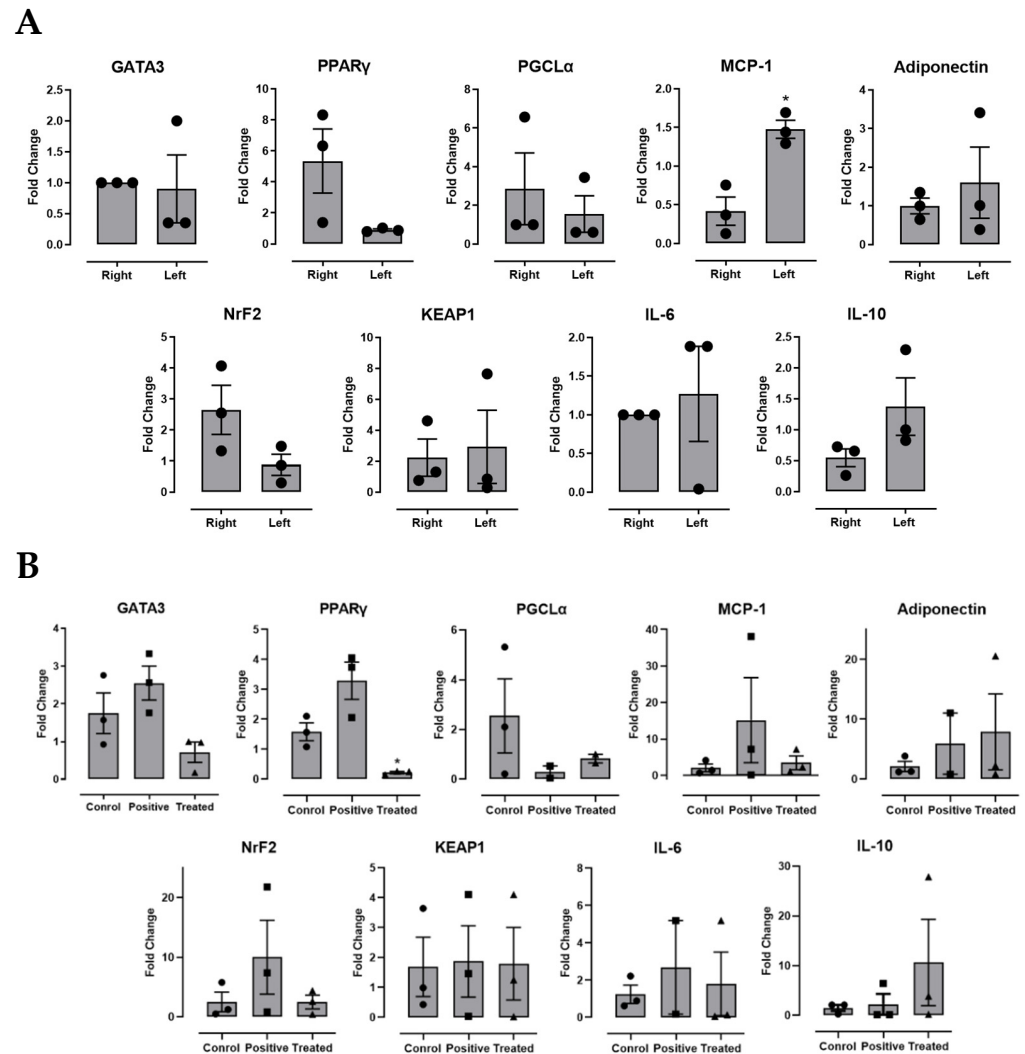 A
GATA3 PPARγ PGCLα MCP-1 Adiponectin
Fold Change Fold Change Fold Change Fold Change Fold Change
2.5 10 8 2.0 4
2.0 8 6 1.5 3
1.5 6 4 1.0 2
1.0 4 2 0.5 1
0.5 2 0 0.0 0
0.0 0
*
Right Left Right Left Right Left Right Left Right Left
NrF2 KEAP1 IL-6 IL-10
Fold Change Fold Change Fold Change Fold Change
5 10 2.0 2.5
4 8 1.5 2.0
3 6 1.0 1.5
2 4 0.5 1.0
1 2 0.0 0.5
0 0 0.0
Right Left Right Left Right Left Right Left
B
GATA3 PPARγ PGCLα MCP-1 Adiponectin
Fold Change Fold Change Fold Change Fold Change Fold Change
4 5 6 40 20
3 4 4 30 10
2 3 2 20 0
1 2 0 10
0 1 0
0
*
Conrol Positive Treated Conrol Positive Treated Conrol Positive Treated Conrol Positive Treated Conrol Positive Treated
NrF2 KEAP1 IL-6 IL-10
Fold Change Fold Change Fold Change Fold Change
20 5 8 30
10 4 6 20
0 3 4 10
2 2 0
1 0
0
Conrol Positive Treated Conrol Positive Treated Conrol Positive Treated Conrol Positive Treated